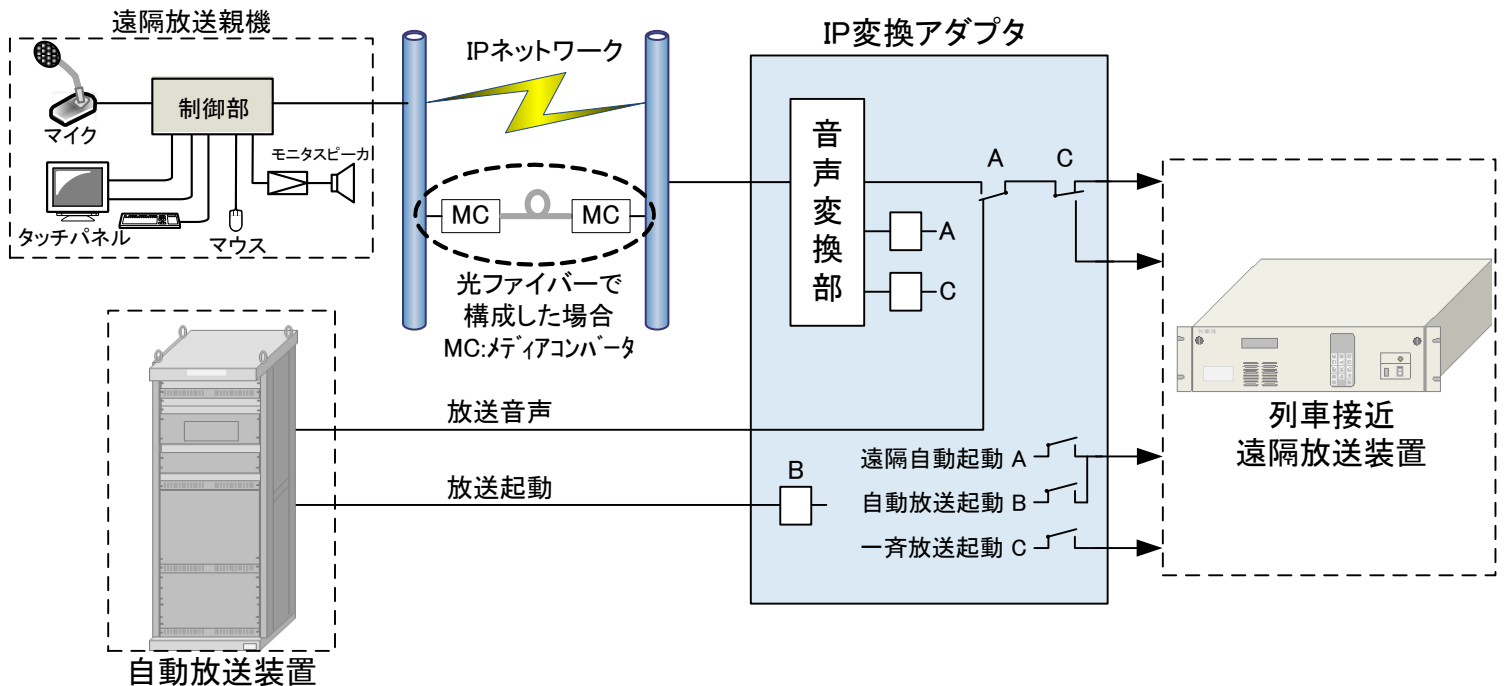 遠隔放送親機
マイク
制御部
モニタスピーカ
タッチパネル
マウス
IPネットワーク
MC
MC
光ファイバーで
構成した場合
MC:メディアコンバータ
IP変換アダプタ
音声変換部
A
C
A
C
放送音声
放送起動
B
遠隔自動起動 A
自動放送起動 B
一斉放送起動 C
列車接近
遠隔放送装置
自動放送装置